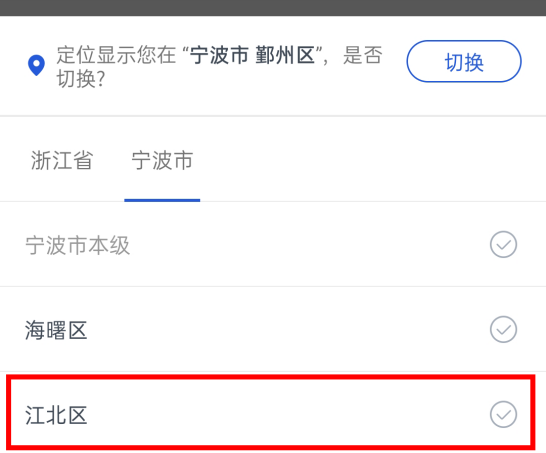 定位显示您在 “宁波市 鄞州区”，是否
切换?
切换
浙江省 宁波市
宁波市本级
海曙区
江北区